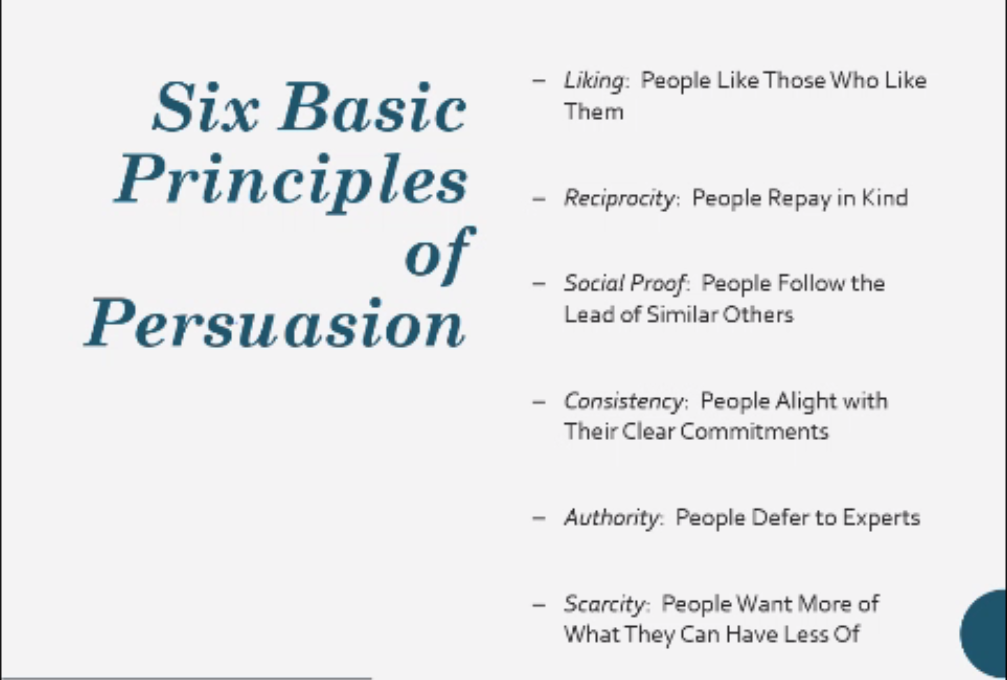 Six Basic
Principles
of
Persuasion
– Liking: People Like Those Who Like
Them
– Reciprocity: People Repay in Kind
– Social Proof: People Follow the
Lead of Similar Others
– Consistency: People Alight with
Their Clear Commitments
– Authority: People Defer to Experts
– Scarcity: People Want More of
What They Can Have Less Of